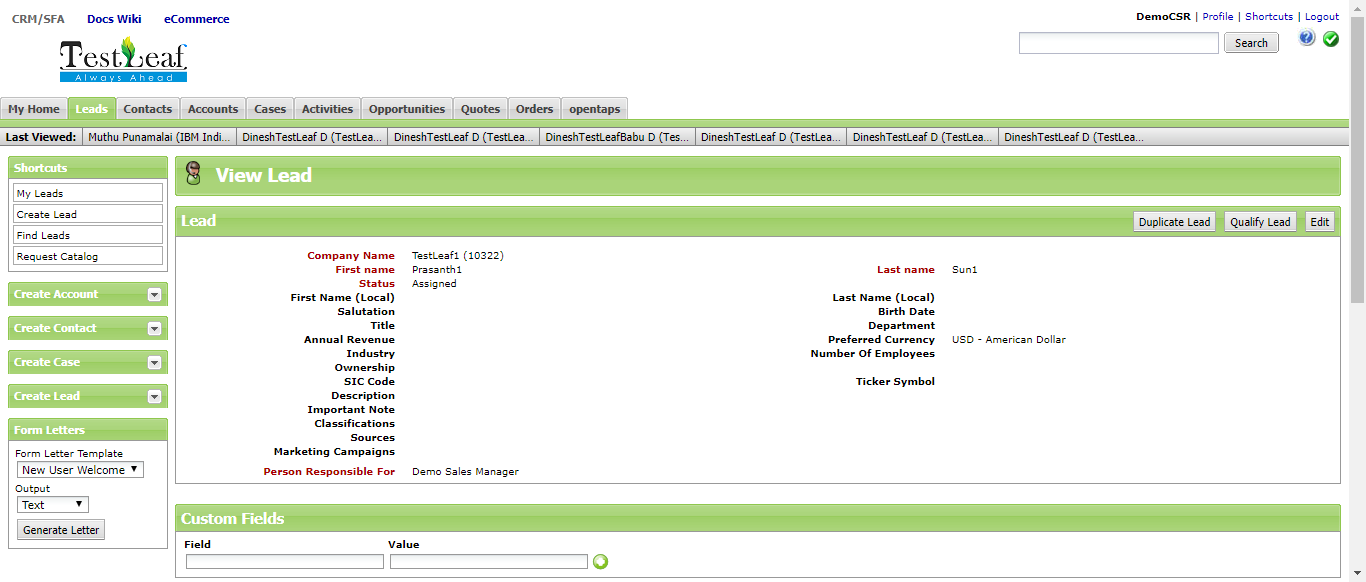 CRM/SFA Docs Wiki eCommerce
DemoCSR | Profile | Shortcuts | Logout
Search
TestLeaf
Always Ahead
My Home Leads Contacts Accounts Cases Activities Opportunities Quotes Orders opentaps
Last Viewed: Muthu Punamalai (IBM Indi... DineshTestLeaf D (TestLea... DineshTestLeaf D (TestLea... DineshTestLeafBabu D (Tes... DineshTestLeaf D (TestLea... DineshTestLeaf D (TestLea... DineshTestLeaf D (TestLea...
Shortcuts
My Leads
Create Lead
Find Leads
Request Catalog
Create Account
Create Contact
Create Case
Create Lead
Form Letters
Form Letter Template
New User Welcome
Output
Text
Generate Letter
View Lead
Lead Duplicate Lead Qualify Lead Edit
Company Name TestLeaf1 (10322)
First name Prasanth1 Last name Sun1
Status Assigned
First Name (Local) Last Name (Local)
Salutation Birth Date
Title Department
Annual Revenue Preferred Currency USD - American Dollar
Industry Number Of Employees
Ownership
SIC Code Ticker Symbol
Description
Important Note
Classifications
Sources
Marketing Campaigns
Person Responsible For Demo Sales Manager
Custom Fields
Field Value